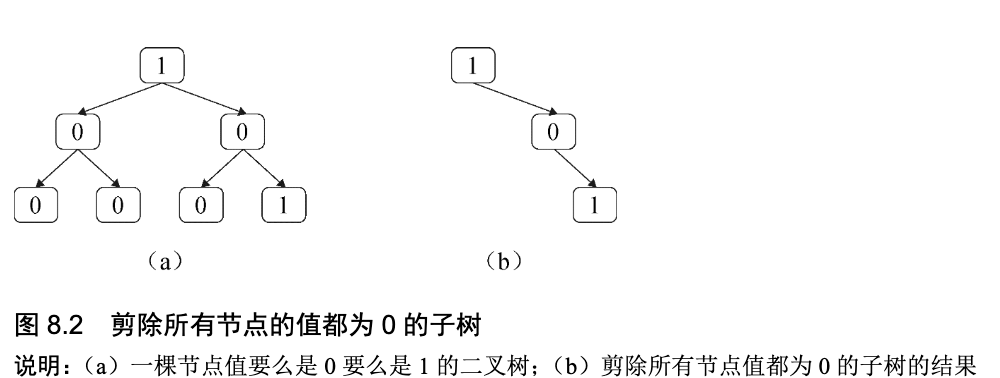 1
1
0
0
0
0
0
0
1
1
（a）
（b）
图 8.2 剪除所有节点的值都为 0 的子树
说明：（a）一棵节点值要么是 0 要么是 1 的二叉树；（b）剪除所有节点值都为 0 的子树的结果